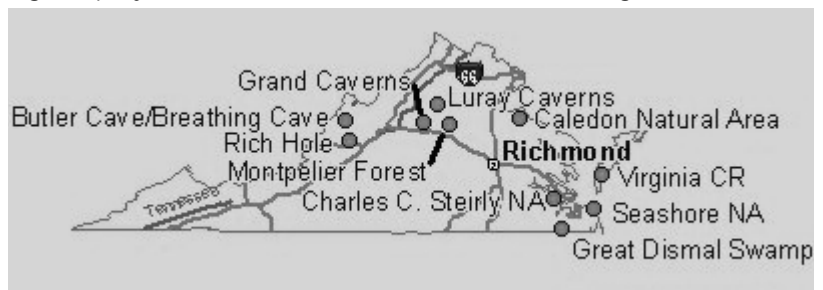 Grand Caverns
66
Luray Caverns
Butler Cave/Breathing Cave
Caledon Natural Area
Rich Hole
Richmond
Montpelier Forest
Virginia CR
Tennessee
Charles C. Steirly NA
Seashore NA
Great Dismal Swamp